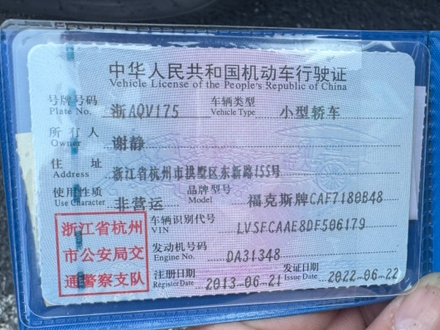 中华人民共和国机动车行驶证
Vehicle License of the People's Republic of China
号牌号码 浙AQV175 车辆类型 小型轿车
Plate No. Vehicle Type
所有人 谢静
Owner
住址 浙江省杭州市拱墅区东新路155号
Address
使用性质 非营运 品牌型号 福克斯牌CAF7180B48
Use Character Model
浙江省杭州
市公安局交
通警察支队
车辆识别代号 LVSFCAAE8DF506179
VIN
发动机号码 DA31348
Engine No.
注册日期 2013-06-21 发证日期 2022-06-22
Register Date Issue Date